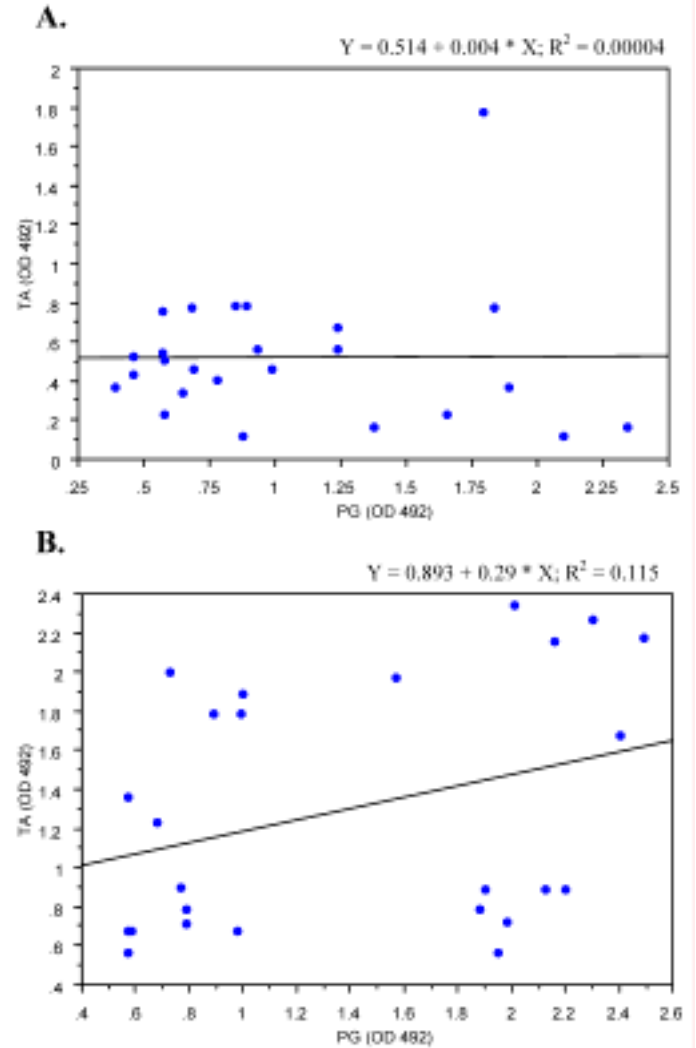 A.
Y = 0.514 + 0.004 * X; R² = 0.00004
2
1.8
1.6
1.4
1.2
1
.8
.6
.4
.2
0
TA (OD 492)
.25 .5 .75 1 1.25 1.5 1.75 2 2.25 2.5
PG (OD 492)
B.
Y = 0.893 + 0.29 * X; R² = 0.115
2.4
2.2
2
1.8
1.6
1.4
1.2
1
.8
.6
.4
TA (OD 492)
.4 .6 .8 1 1.2 1.4 1.6 1.8 2 2.2 2.4 2.6
PG (OD 492)